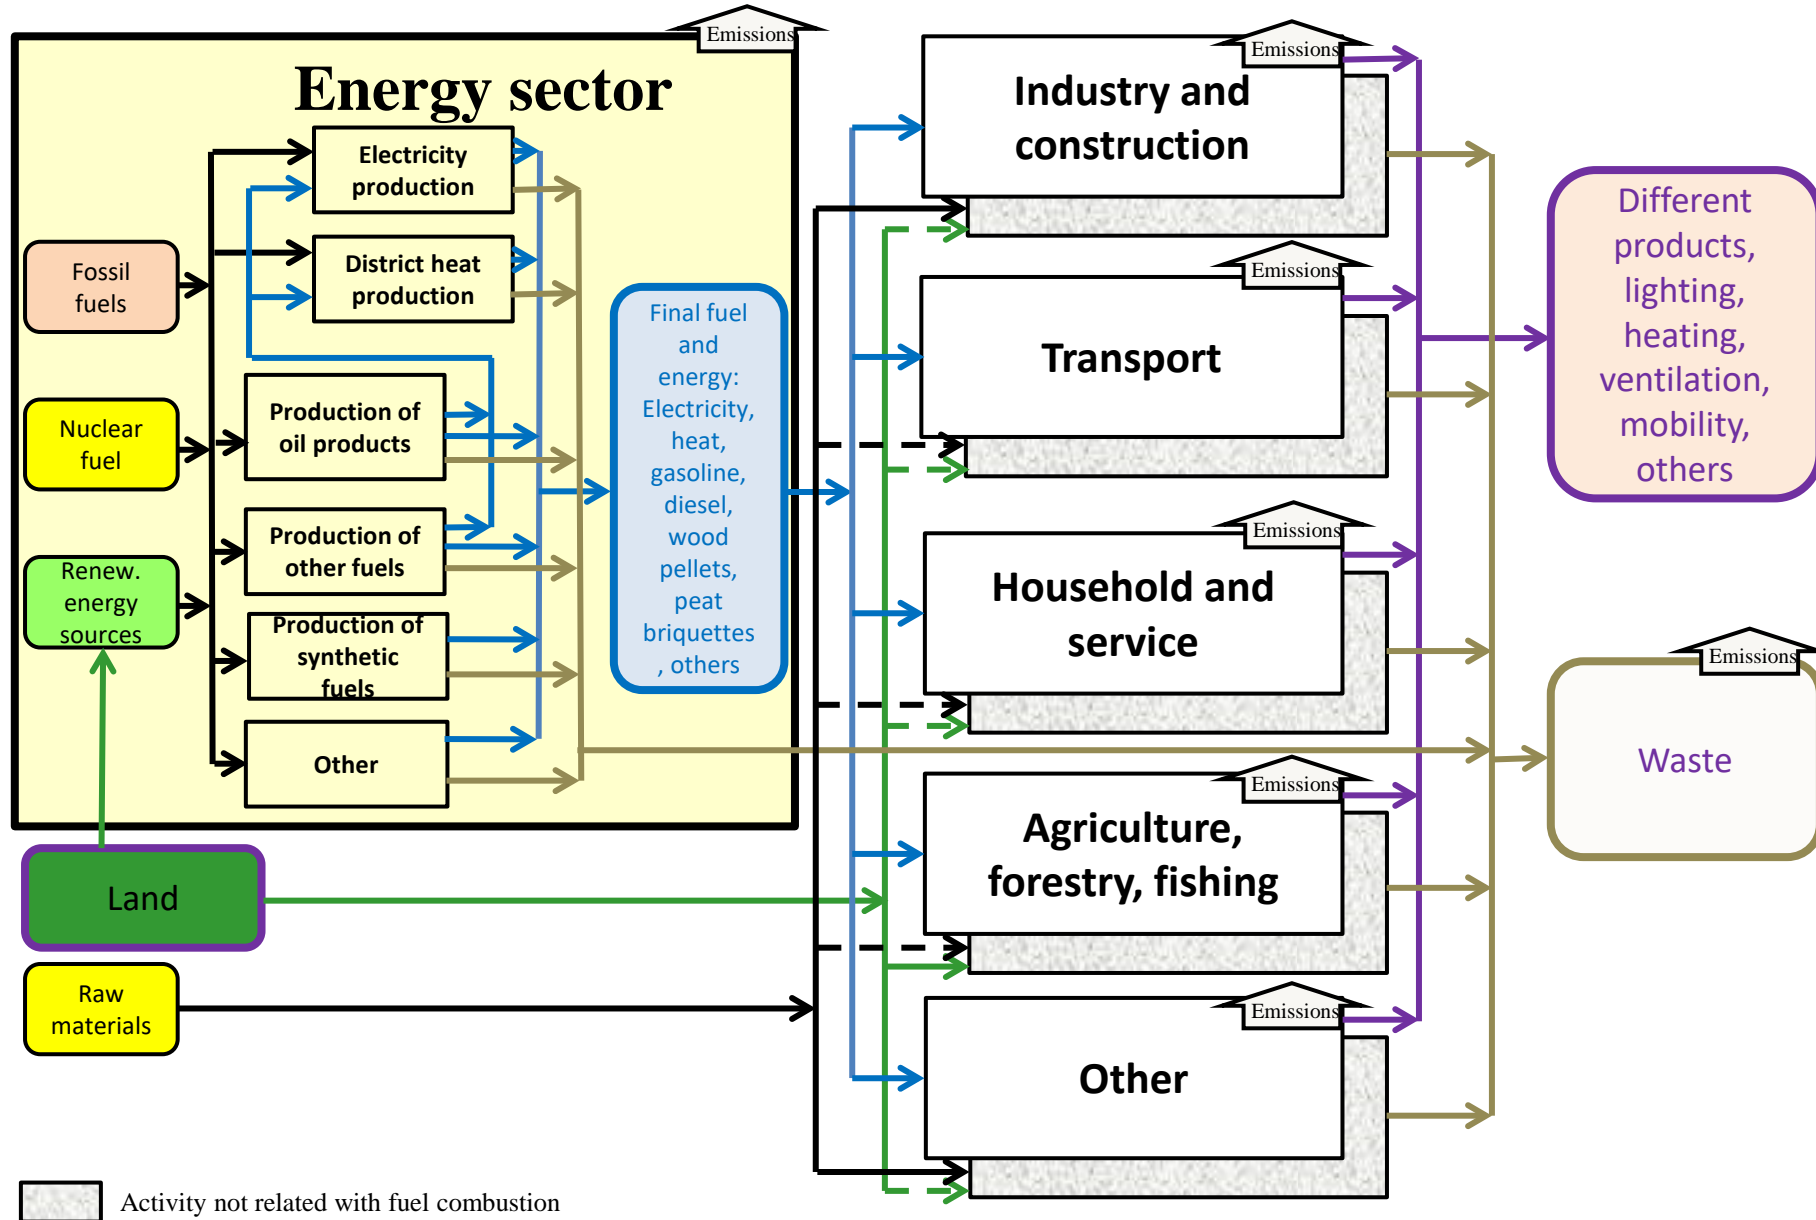 Emissions
Energy sector
Electricity
production
District heat
production
Fossil
fuels
Nuclear
fuel
Renew.
energy
sources
Production of
oil products
Production of
other fuels
Production of
synthetic
fuels
Other
Final fuel
and
energy:
Electricity,
heat,
gasoline,
diesel,
wood
pellets,
peat
briquettes
, others
Land
Raw
materials
Emissions
Industry and
construction
Emissions
Transport
Emissions
Household and
service
Emissions
Agriculture,
forestry, fishing
Emissions
Other
Different
products,
lighting,
heating,
ventilation,
mobility,
others
Emissions
Waste
Activity not related with fuel combustion